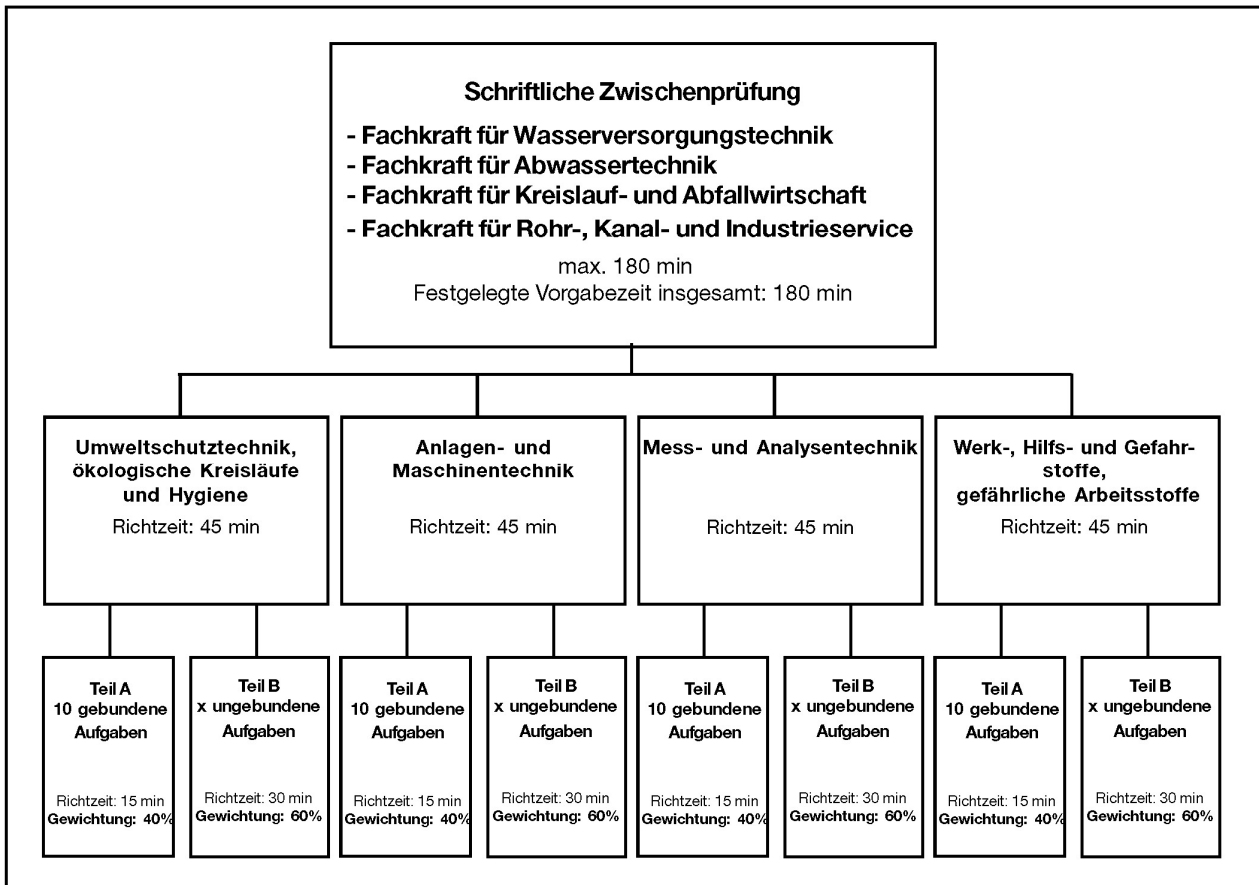 Schriftliche Zwischenprüfung
- Fachkraft für Wasserversorgungstechnik
- Fachkraft für Abwassertechnik
- Fachkraft für Kreislauf- und Abfallwirtschaft
- Fachkraft für Rohr-, Kanal- und Industrieservice
max. 180 min
Festgelegte Vorgabezeit insgesamt: 180 min
Umweltschutztechnik,
ökologische Kreisläufe
und Hygiene
Richtzeit: 45 min
Anlagen- und
Maschinentechnik
Richtzeit: 45 min
Mess- und Analysentechnik
Richtzeit: 45 min
Werk-, Hilfs- und Gefahr-
stoffe,
gefährliche Arbeitsstoffe
Richtzeit: 45 min
Teil A
10 gebundene
Aufgaben
Richtzeit: 15 min
Gewichtung: 40%
Teil B
x ungebundene
Aufgaben
Richtzeit: 30 min
Gewichtung: 60%
Teil A
10 gebundene
Aufgaben
Richtzeit: 15 min
Gewichtung: 40%
Teil B
x ungebundene
Aufgaben
Richtzeit: 30 min
Gewichtung: 60%
Teil A
10 gebundene
Aufgaben
Richtzeit: 15 min
Gewichtung: 40%
Teil B
x ungebundene
Aufgaben
Richtzeit: 30 min
Gewichtung: 60%
Teil A
10 gebundene
Aufgaben
Richtzeit: 15 min
Gewichtung: 40%
Teil B
x ungebundene
Aufgaben
Richtzeit: 30 min
Gewichtung: 60%